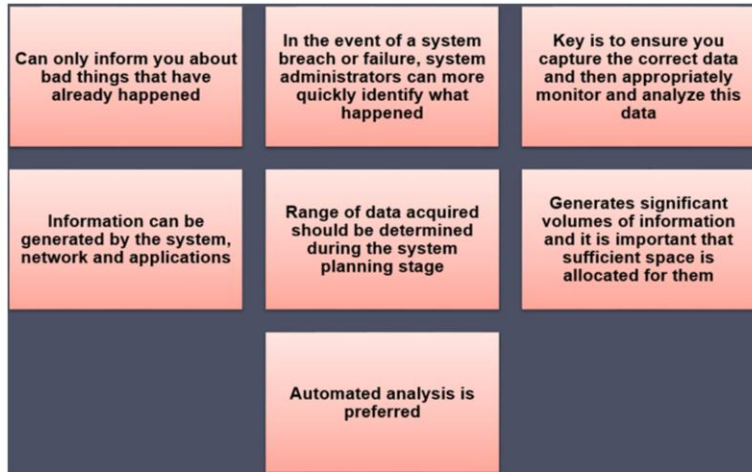 Can only inform you about
bad things that have
already happened
In the event of a system
breach or failure, system
administrators can more
quickly identify what
happened
Key is to ensure you
capture the correct data
and then appropriately
monitor and analyze this
data
Information can be
generated by the system,
network and applications
Range of data acquired
should be determined
during the system
planning stage
Generates significant
volumes of information
and it is important that
sufficient space is
allocated for them
Automated analysis is
preferred